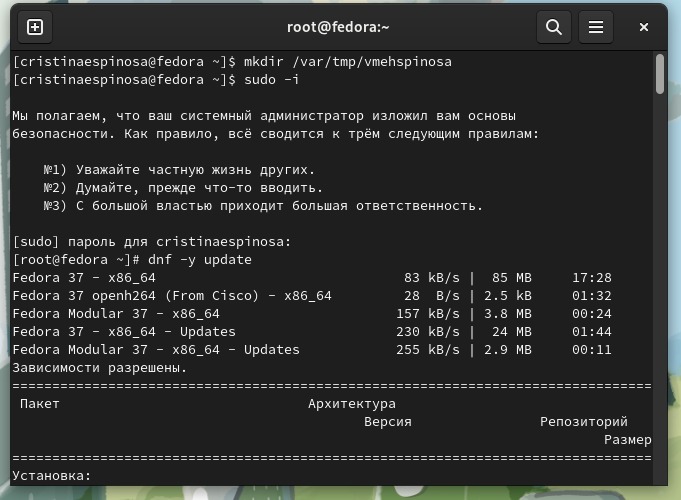 root@fedora:~
[cristinaespinosa@fedora ~]$ mkdir /var/tmp/vmehspinosa
[cristinaespinosa@fedora ~]$ sudo -i
Мы полагаем, что ваш системный администратор изложил вам основы
безопасности. Как правило, всё сводится к трём следующим правилам:
№1) Уважайте частную жизнь других.
№2) Думайте, прежде что-то вводить.
№3) С большой властью приходит большая ответственность.
[sudo] пароль для cristinaespinosa:
[root@fedora ~]# dnf -y update
Fedora 37 - x86_64 83 kB/s | 85 MB 17:28
Fedora 37 openh264 (From Cisco) - x86_64 28 B/s | 2.5 kB 01:32
Fedora Modular 37 - x86_64 157 kB/s | 3.8 MB 00:24
Fedora 37 - x86_64 - Updates 230 kB/s | 24 MB 01:44
Fedora Modular 37 - x86_64 - Updates 255 kB/s | 2.9 MB 00:11
Зависимости разрешены.
================================================================================
Пакет Архитектура
Версия Репозиторий
Размер
================================================================================
Установка: